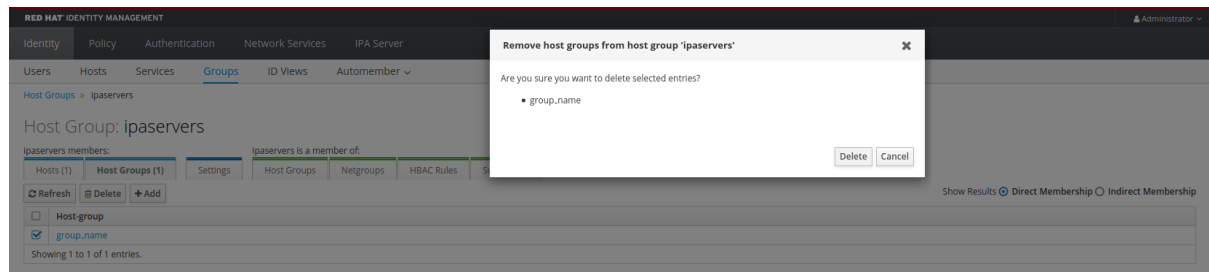 RED HAT® IDENTITY MANAGEMENT
Administrator
Identity Policy Authentication Network Services IPA Server
Users Hosts Services Groups ID Views Automember
Host Groups » ipaservers
Host Group: ipaservers
ipaservers members: ipaservers is a member of:
Hosts (1) Host Groups (1) Settings Host Groups Netgroups HBAC Rules
Refresh Delete +Add
Show Results Direct Membership Indirect Membership
Host-group
group_name
Showing 1 to 1 of 1 entries.
Remove host groups from host group 'ipaservers'
Are you sure you want to delete selected entries?
• group_name
Delete Cancel